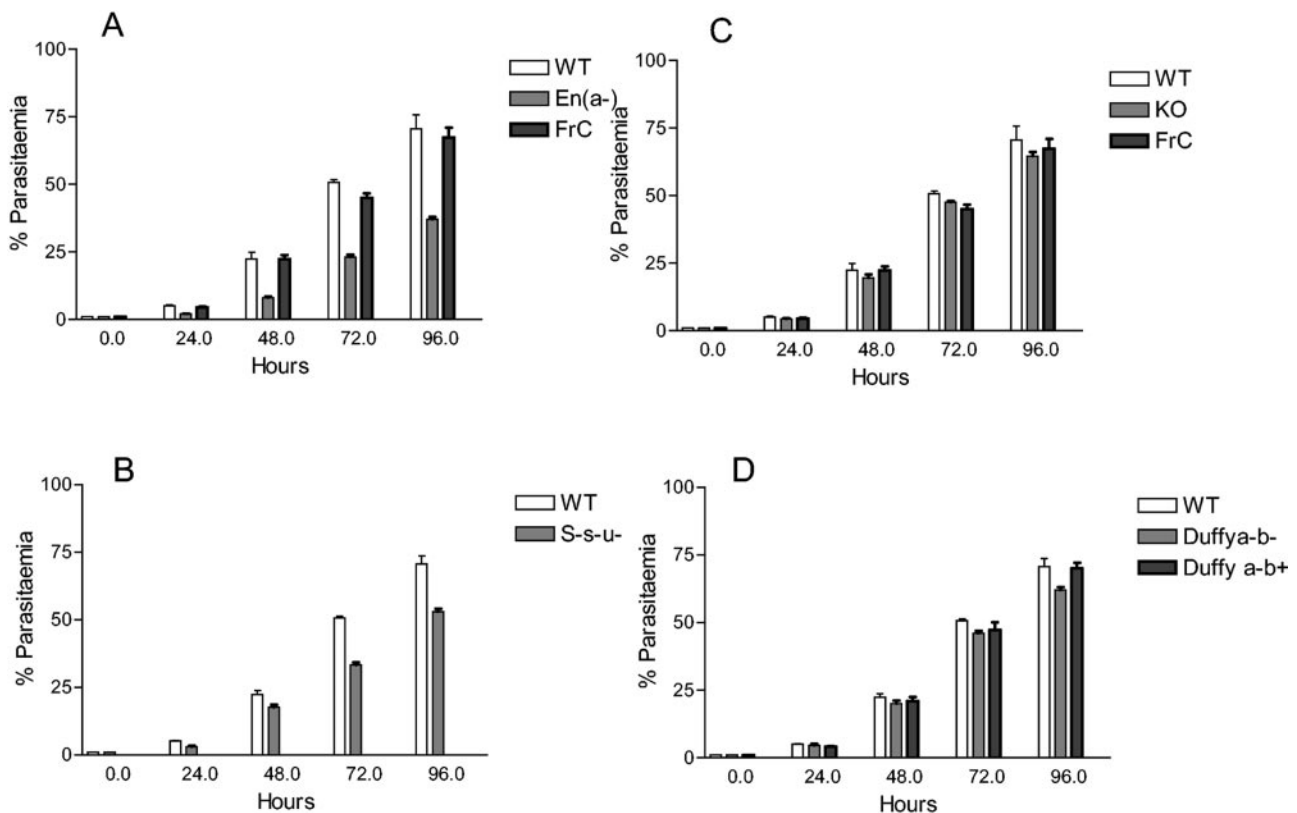 A
100
75
50
25
0
% Parasitaemia
WT
En(a-)
FrC
0.0 24.0 48.0 72.0 96.0
Hours
C
100
75
50
25
0
% Parasitaemia
WT
KO
FrC
0.0 24.0 48.0 72.0 96.0
Hours
B
100
75
50
25
0
% Parasitaemia
WT
S-s-u-
0.0 24.0 48.0 72.0 96.0
Hours
D
100
75
50
25
0
% Parasitaemia
WT
Duffya-b-
Duffy a-b+
0.0 24.0 48.0 72.0 96.0
Hours